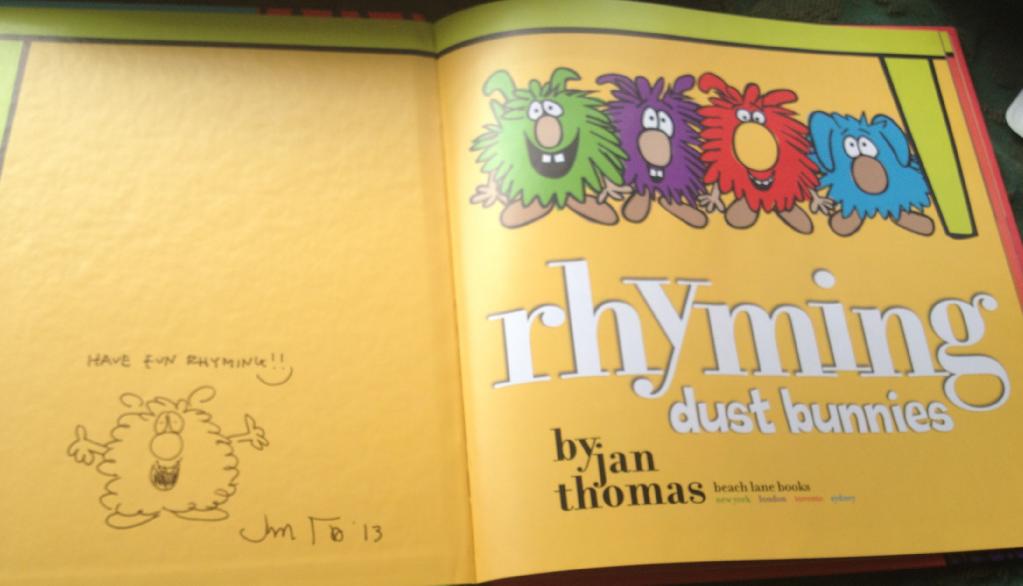 HAVE FUN RHYMING!!
'13
rhyming
dust bunnies
by jan
thomas
beach lane books
new york london toronto sydney